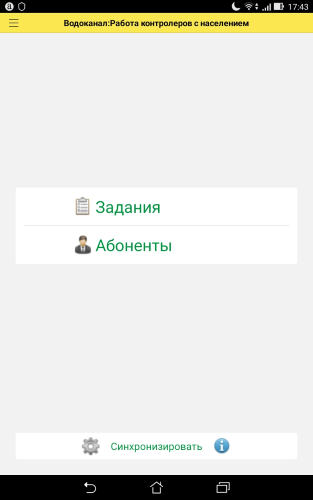 17:43
Водоканал:Работа контролеров с населением
Задания
Абоненты
Синхронизировать